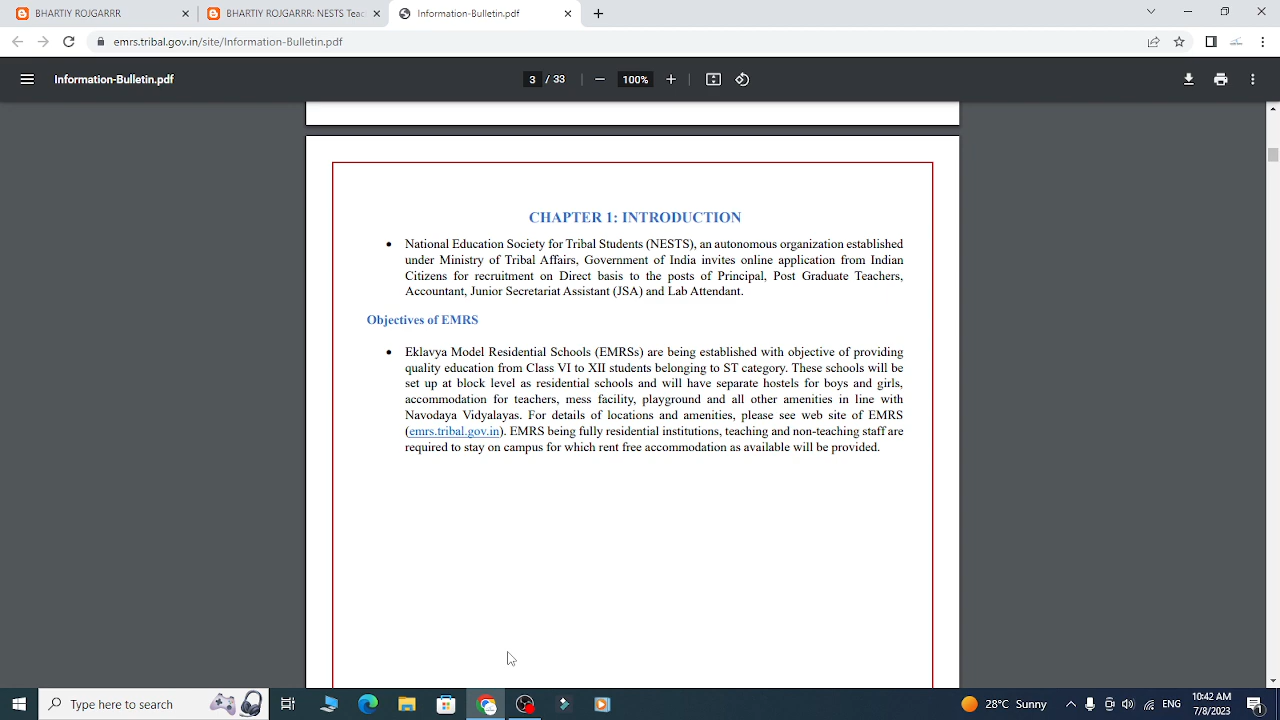 BHARTIY ROJGARRR
BHARTIY ROJGARRR: NESTS Teac
Information-Bulletin.pdf
emrs.tribal.gov.in/site/Information-Bulletin.pdf
Information-Bulletin.pdf
3 / 33
100%
CHAPTER 1: INTRODUCTION
• National Education Society for Tribal Students (NESTS), an autonomous organization established
under Ministry of Tribal Affairs, Government of India invites online application from Indian
Citizens for recruitment on Direct basis to the posts of Principal, Post Graduate Teachers,
Accountant, Junior Secretariat Assistant (JSA) and Lab Attendant.
Objectives of EMRS
• Eklavya Model Residential Schools (EMRSs) are being established with objective of providing
quality education from Class VI to XII students belonging to ST category. These schools will be
set up at block level as residential schools and will have separate hostels for boys and girls,
accommodation for teachers, mess facility, playground and all other amenities in line with
Navodaya Vidyalayas. For details of locations and amenities, please see web site of EMRS
(emrs.tribal.gov.in). EMRS being fully residential institutions, teaching and non-teaching staff are
required to stay on campus for which rent free accommodation as available will be provided.
Type here to search
28°C Sunny
ENG
10:42 AM
7/8/2023
1